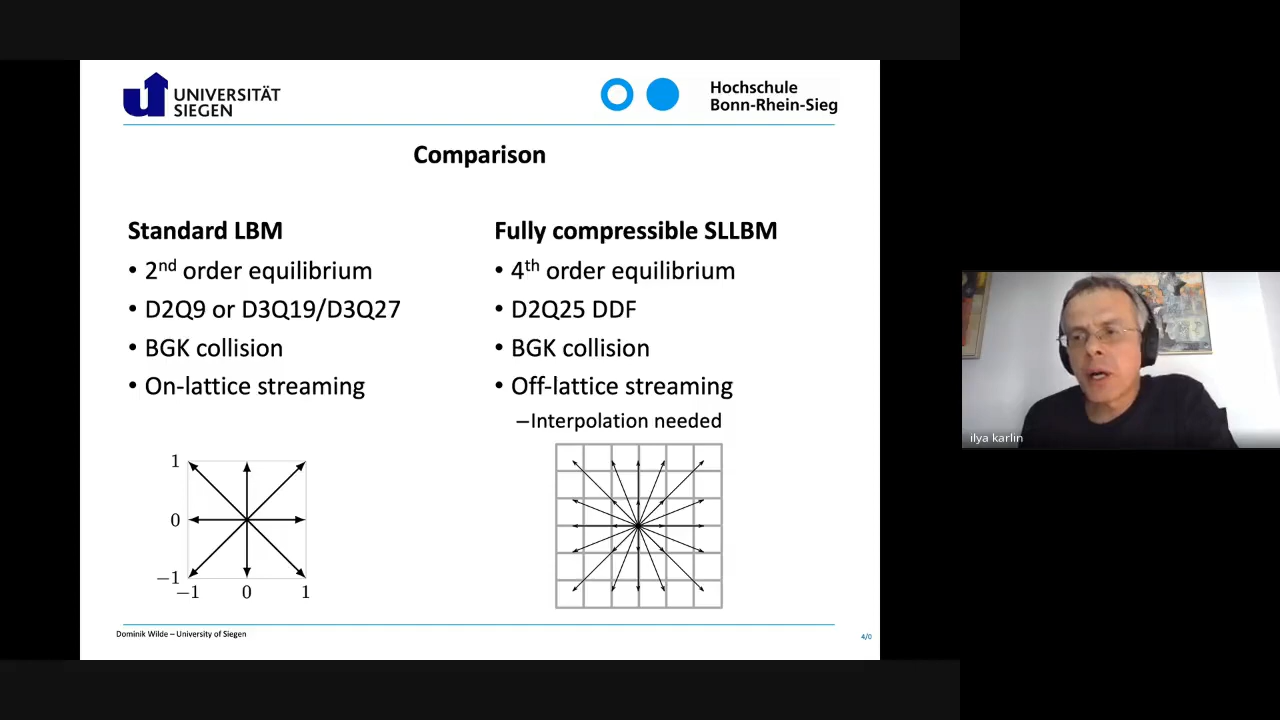 UNIVERSITÄT
SIEGEN
Hochschule
Bonn-Rhein-Sieg
Comparison
Standard LBM
• 2nd order equilibrium
• D2Q9 or D3Q19/D3Q27
• BGK collision
• On-lattice streaming
Fully compressible SLLBM
• 4th order equilibrium
• D2Q25 DDF
• BGK collision
• Off-lattice streaming
–Interpolation needed
1
0
−1
−1 0 1
Dominik Wilde – University of Siegen
4/0
ilya karlin